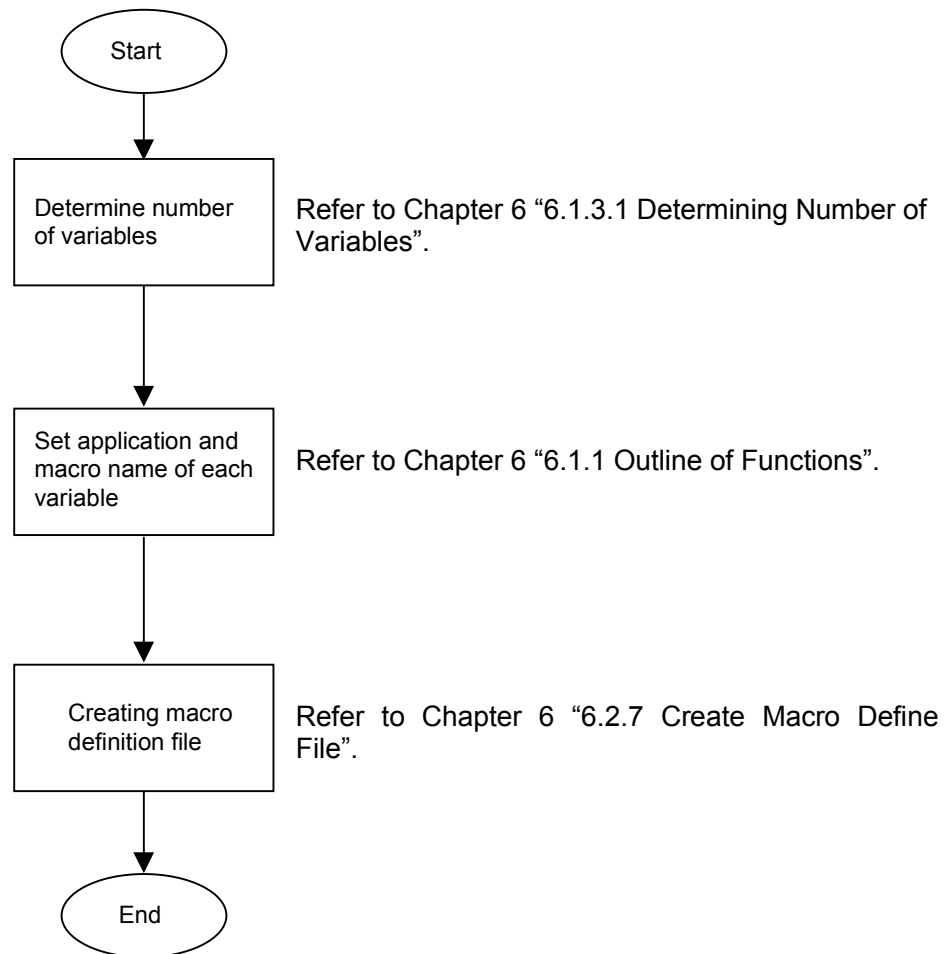 Start
Determine number
of variables
Refer to Chapter 6 “6.1.3.1 Determining Number of
Variables”.
Set application and
macro name of each
variable
Refer to Chapter 6 “6.1.1 Outline of Functions”.
Creating macro
definition file
Refer to Chapter 6 “6.2.7 Create Macro Define
File”.
End